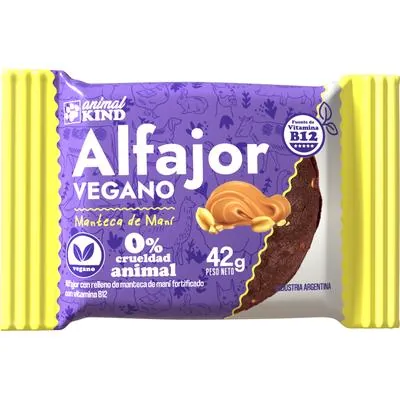 animal
KIND
Fuente de
Vitamina
B12
Alfajor
VEGANO
Manteca de Maní
vegano
0%
crueldad
animal
42g
PESO NETO
Alfajor con relleno de manteca de maní fortificado
con vitamina B12
INDUSTRIA ARGENTINA